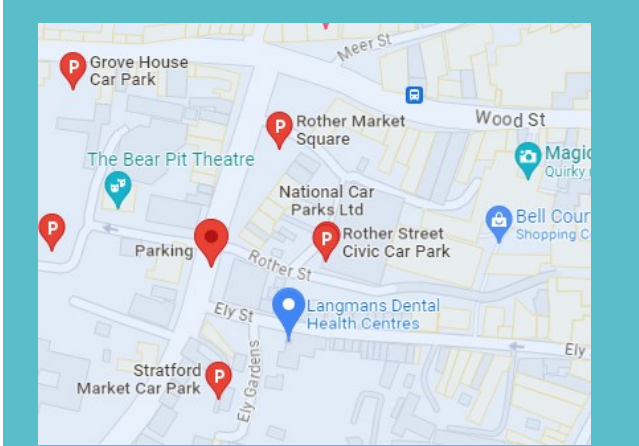 Meer St
Grove House
Car Park
Wood St
Rother Market
Square
Magic
Quirky
The Bear Pit Theatre
National Car
Parks Ltd
Bell Cour
Shopping C
Rother Street
Civic Car Park
Parking
Rother St
Langmans Dental
Health Centres
Ely St
Ely
Stratford
Market Car Park
Ely Gardens
P
P
P
P
P